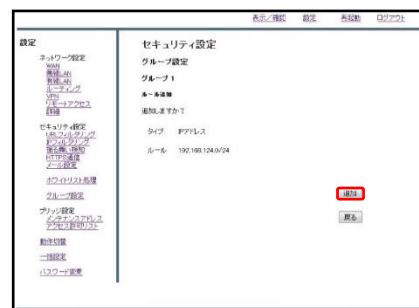 表示/確認 設定 再起動 ログアウト
設定
ネットワーク設定
WAN
無線LAN
有線LAN
ルーティング
VPN
リモートアクセス
詳細
セキュリティ設定
URLフィルタリング
IPフィルタリング
振る舞い検知
HTTPS通信
メール設定
ホワイトリスト処理
グループ設定
ブリッジ設定
メンテナンスアドレス
アクセス許可リスト
動作切替
一括設定
パスワード変更
セキュリティ設定
グループ設定
グループ 1
ルール追加
追加しますか?
タイプ IPアドレス
ルール 192.168.124.0/24
追加
戻る